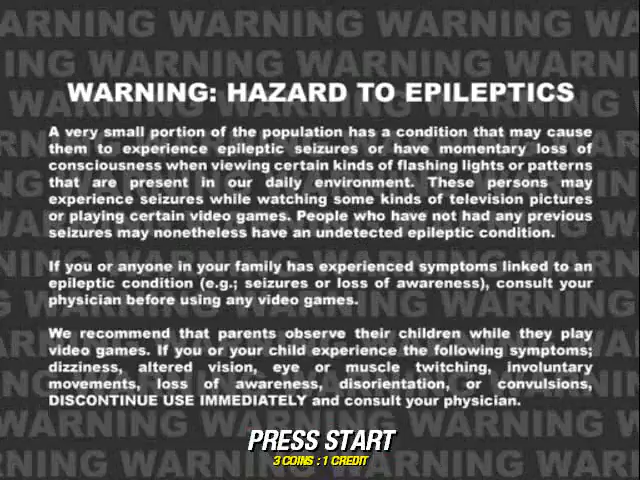 WARNING: HAZARD TO EPILEPTICS
A very small portion of the population has a condition that may cause
them to experience epileptic seizures or have momentary loss of
consciousness when viewing certain kinds of flashing lights or patterns
that are present in our daily environment. These persons may
experience seizures while watching some kinds of television pictures
or playing certain video games. People who have not had any previous
seizures may nonetheless have an undetected epileptic condition.
If you or anyone in your family has experienced symptoms linked to an
epileptic condition (e.g.; seizures or loss of awareness), consult your
physician before using any video games.
We recommend that parents observe their children while they play
video games. If you or your child experience the following symptoms;
dizziness, altered vision, eye or muscle twitching, involuntary
movements, loss of awareness, disorientation, or convulsions,
DISCONTINUE USE IMMEDIATELY and consult your physician.
PRESS START
3 COINS : 1 CREDIT